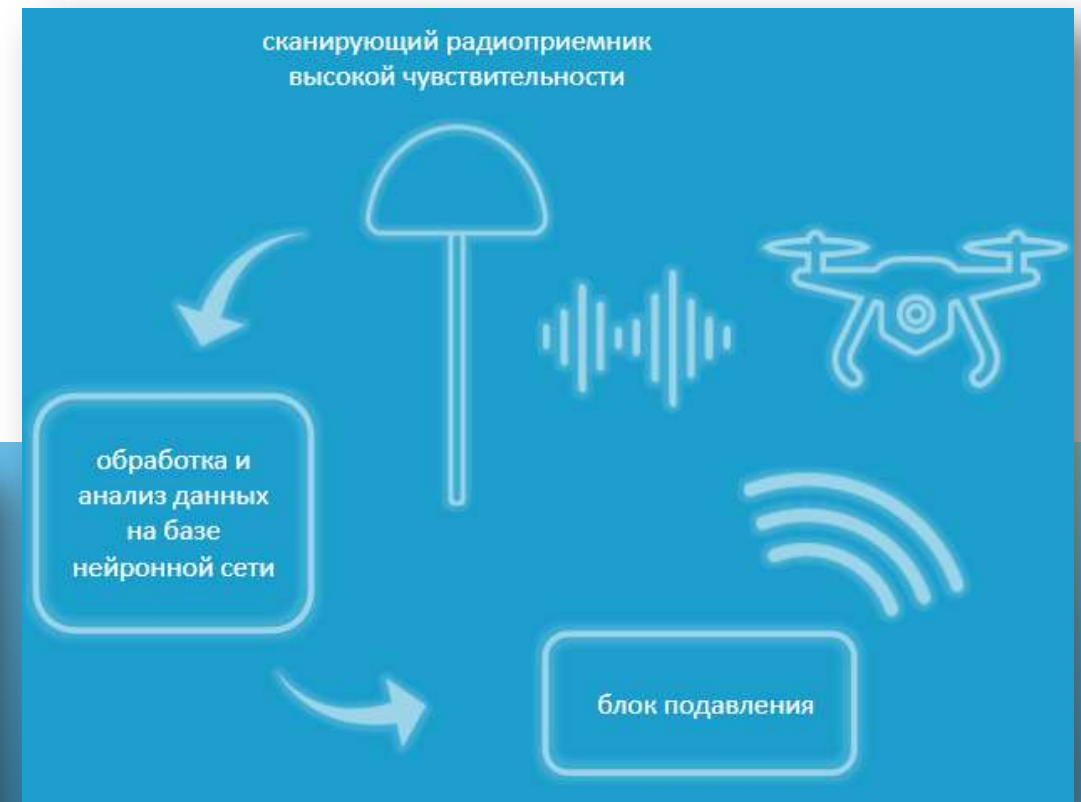 сканирующий радиоприемник
высокой чувствительности
обработка и
анализ данных
на базе
нейронной сети
блок подавления